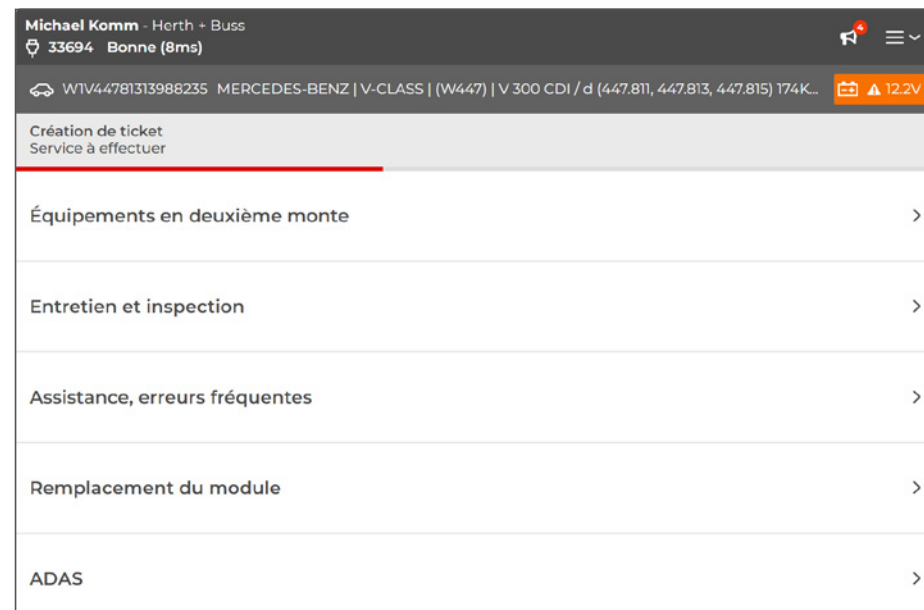 Michael Komm - Herth + Buss
33694 Bonne (8ms)
4
W1V44781313988235 MERCEDES-BENZ | V-CLASS | (W447) | V 300 CDI / d (447.811, 447.813, 447.815) 174K...
12.2V
Création de ticket
Service à effectuer
Équipements en deuxième monte
Entretien et inspection
Assistance, erreurs fréquentes
Remplacement du module
ADAS